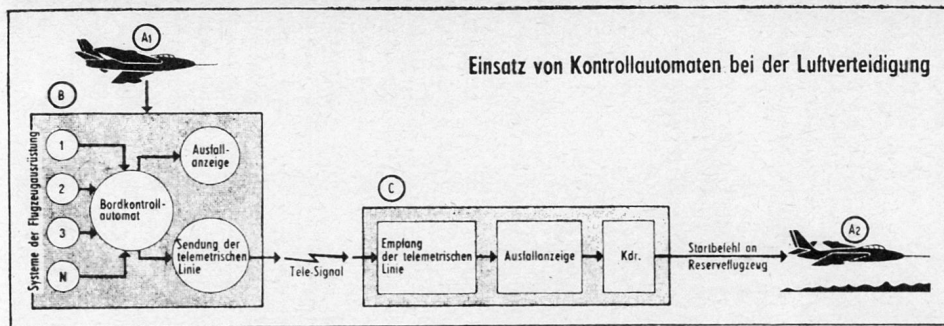 A1
Einsatz von Kontrollautomaten bei der Luftverteidigung
B
Systeme der Flugzeugausrüstung
1
2
3
N
Bordkontroll-
automat
Ausfall-
anzeige
Sendung der
telemetrischen
Linie
Tele-Signal
C
Empfang
der telemetrischen
Linie
Ausfallanzeige
Kdr.
Startbefehl an
Reserveflugzeug
A2